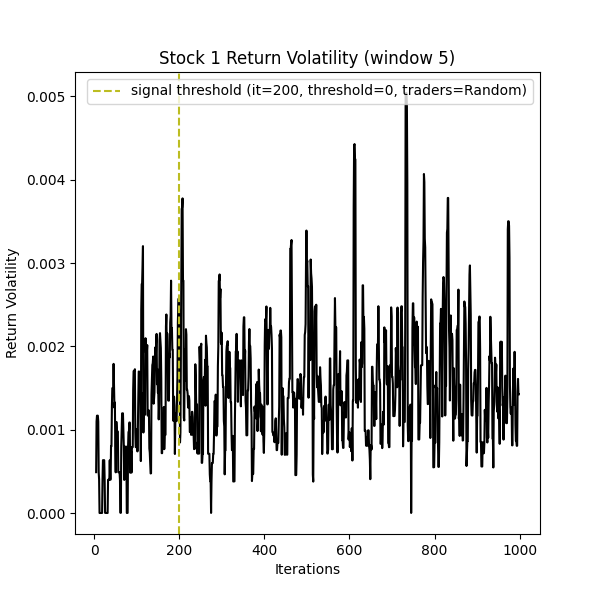 Stock 1 Return Volatility (window 5)
signal threshold (it=200, threshold=0, traders=Random)
0.005
0.004
0.003
0.002
0.001
0.000
Return Volatility
0 200 400 600 800 1000
Iterations